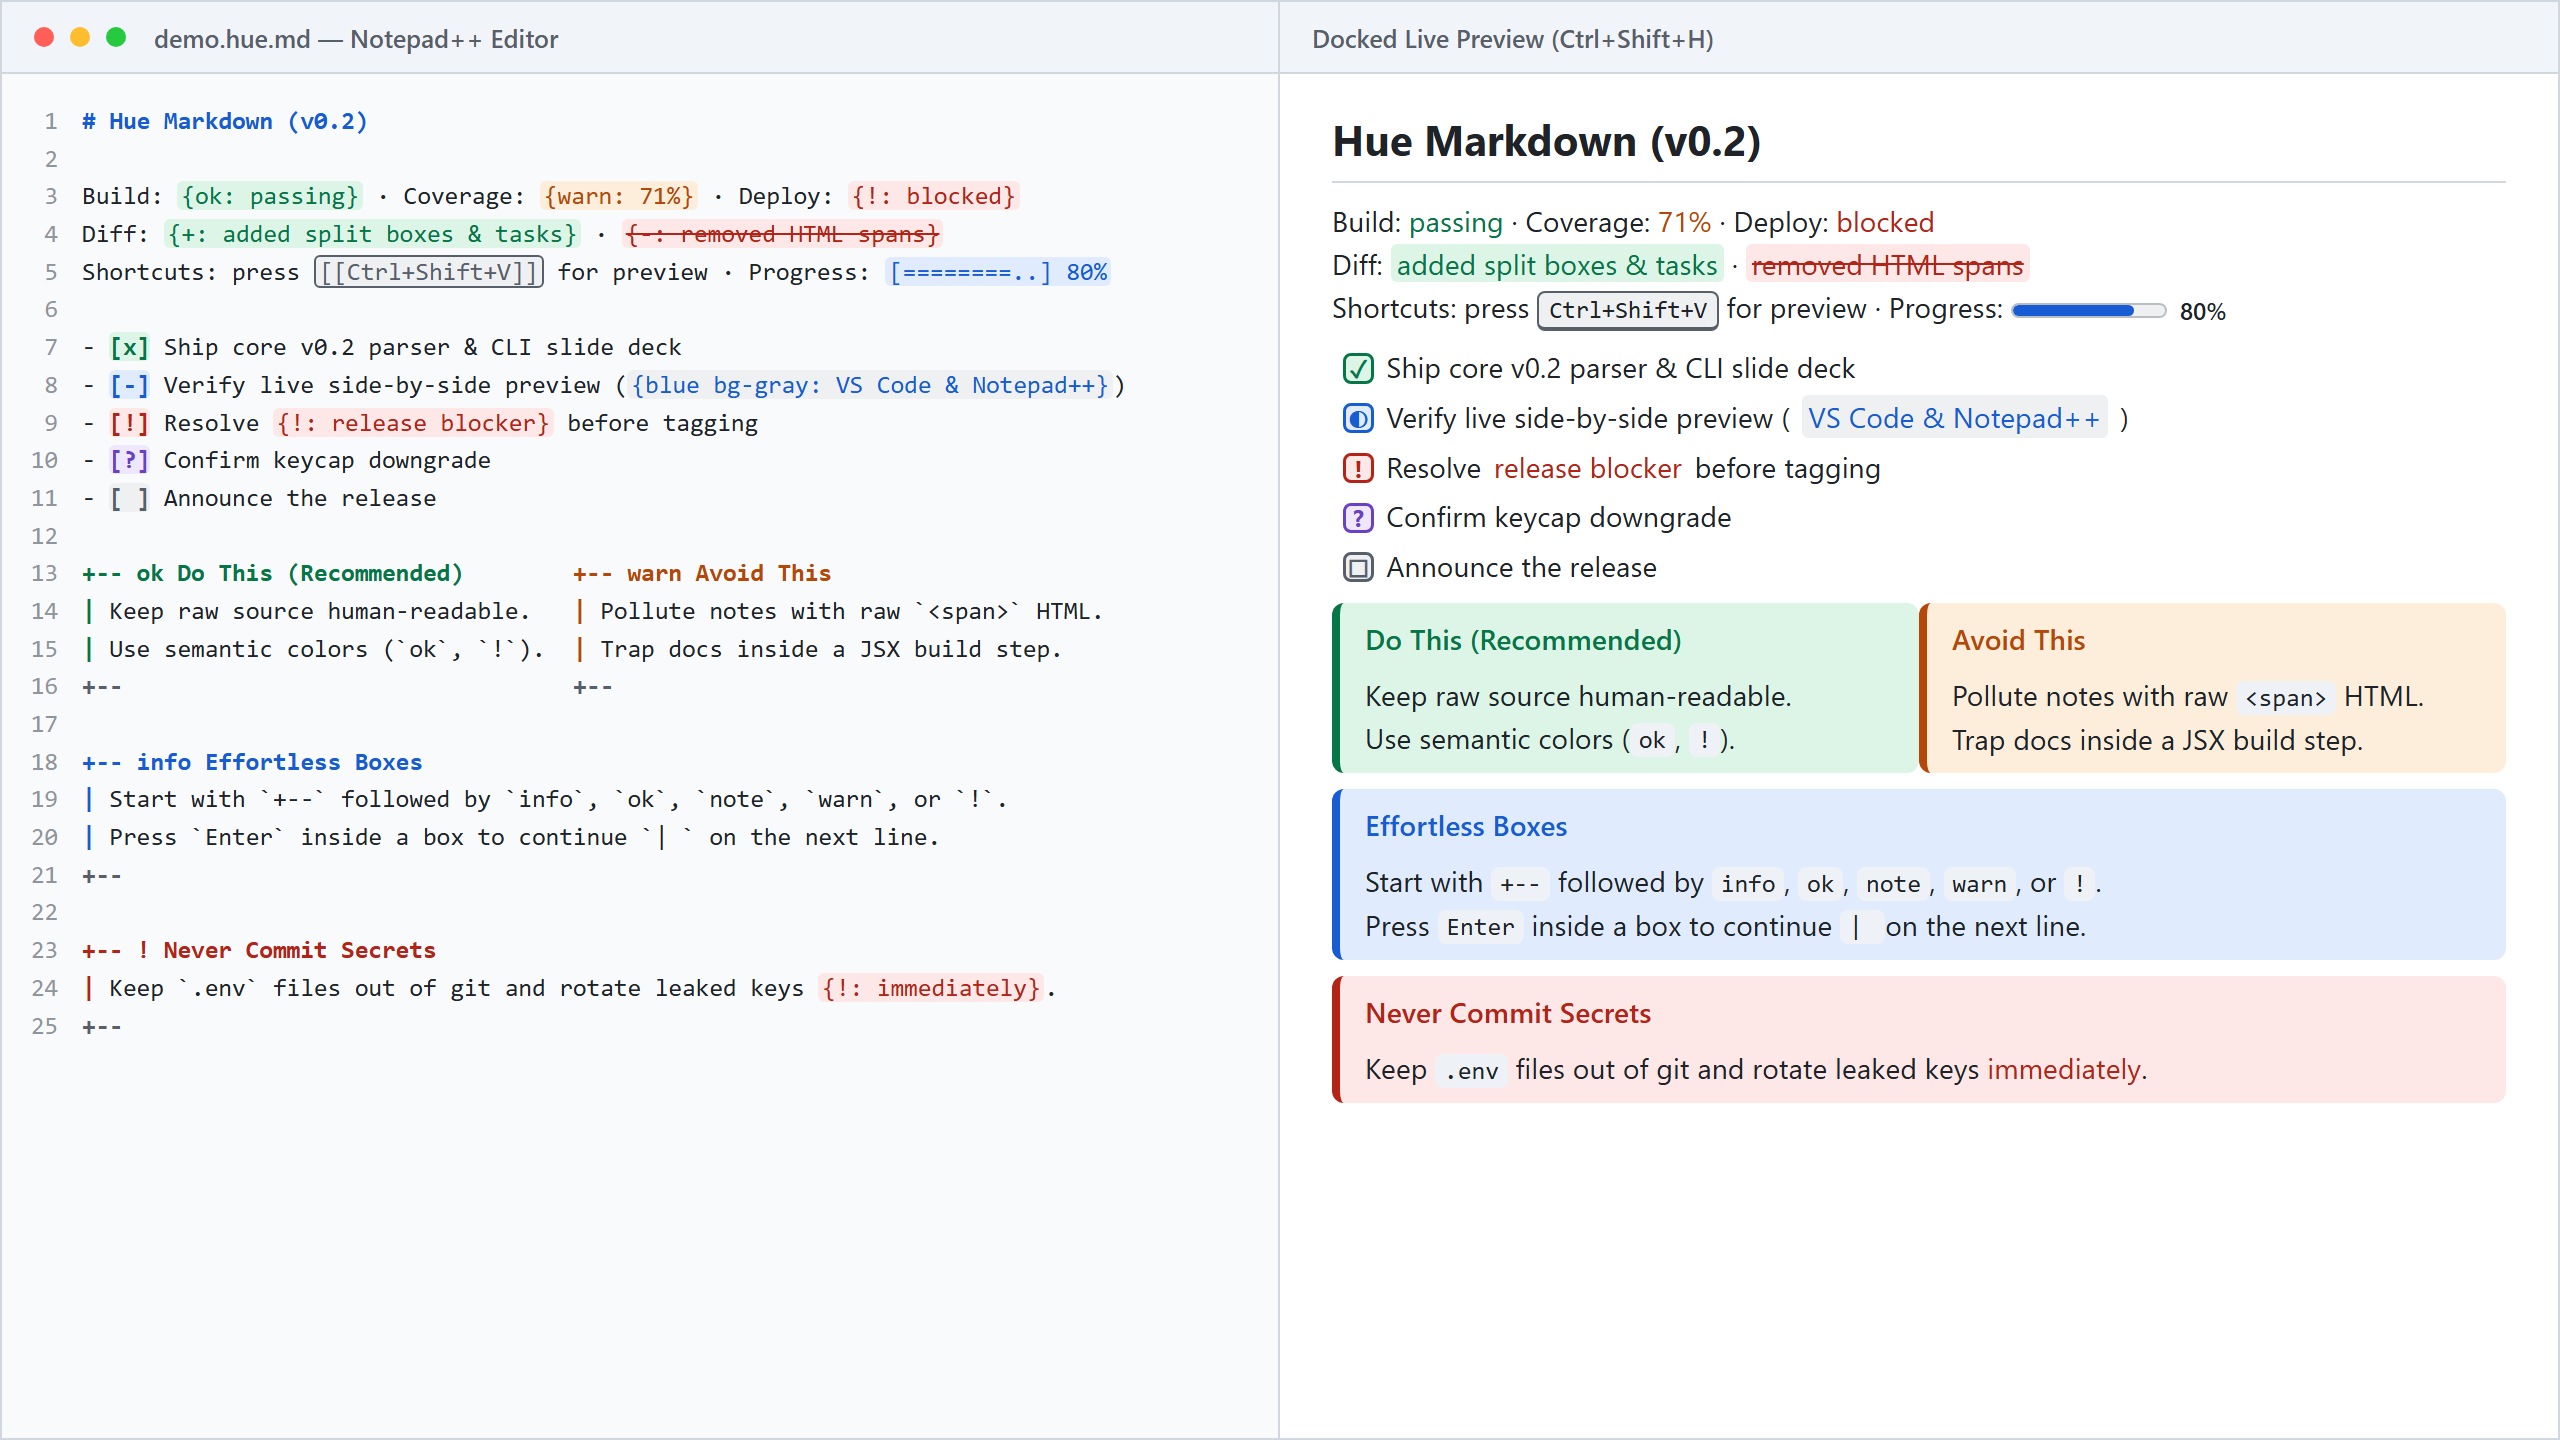 demo.hue.md — Notepad++ Editor
1 # Hue Markdown (v0.2)
2
3 Build: {ok: passing} · Coverage: {warn: 71%} · Deploy: {!: blocked}
4 Diff: {+: added split boxes & tasks} · {-: removed HTML spans}
5 Shortcuts: press [[Ctrl+Shift+V]] for preview · Progress: [========..] 80%
6
7 - [x] Ship core v0.2 parser & CLI slide deck
8 - [-] Verify live side-by-side preview ({blue bg-gray: VS Code & Notepad++})
9 - [!] Resolve {!: release blocker} before tagging
10 - [?] Confirm keycap downgrade
11 - [ ] Announce the release
12
13 +-- ok Do This (Recommended)        +-- warn Avoid This
14 | Keep raw source human-readable.   | Pollute notes with raw `<span>` HTML.
15 | Use semantic colors (`ok`, `!`).  | Trap docs inside a JSX build step.
16 +--                                 +--
17
18 +-- info Effortless Boxes
19 | Start with `+--` followed by `info`, `ok`, `note`, `warn`, or `!`.
20 | Press `Enter` inside a box to continue `| ` on the next line.
21 +--
22
23 +-- ! Never Commit Secrets
24 | Keep `.env` files out of git and rotate leaked keys {!: immediately}.
25 +--
Docked Live Preview (Ctrl+Shift+H)
Hue Markdown (v0.2)
Build: passing · Coverage: 71% · Deploy: blocked
Diff: added split boxes & tasks · removed HTML spans
Shortcuts: press Ctrl+Shift+V for preview · Progress: 80%
✓ Ship core v0.2 parser & CLI slide deck
◐ Verify live side-by-side preview ( VS Code & Notepad++ )
! Resolve release blocker before tagging
? Confirm keycap downgrade
☐ Announce the release
Do This (Recommended)
Keep raw source human-readable.
Use semantic colors ( ok , ! ).
Avoid This
Pollute notes with raw <span> HTML.
Trap docs inside a JSX build step.
Effortless Boxes
Start with +-- followed by info , ok , note , warn , or ! .
Press Enter inside a box to continue | on the next line.
Never Commit Secrets
Keep .env files out of git and rotate leaked keys immediately.